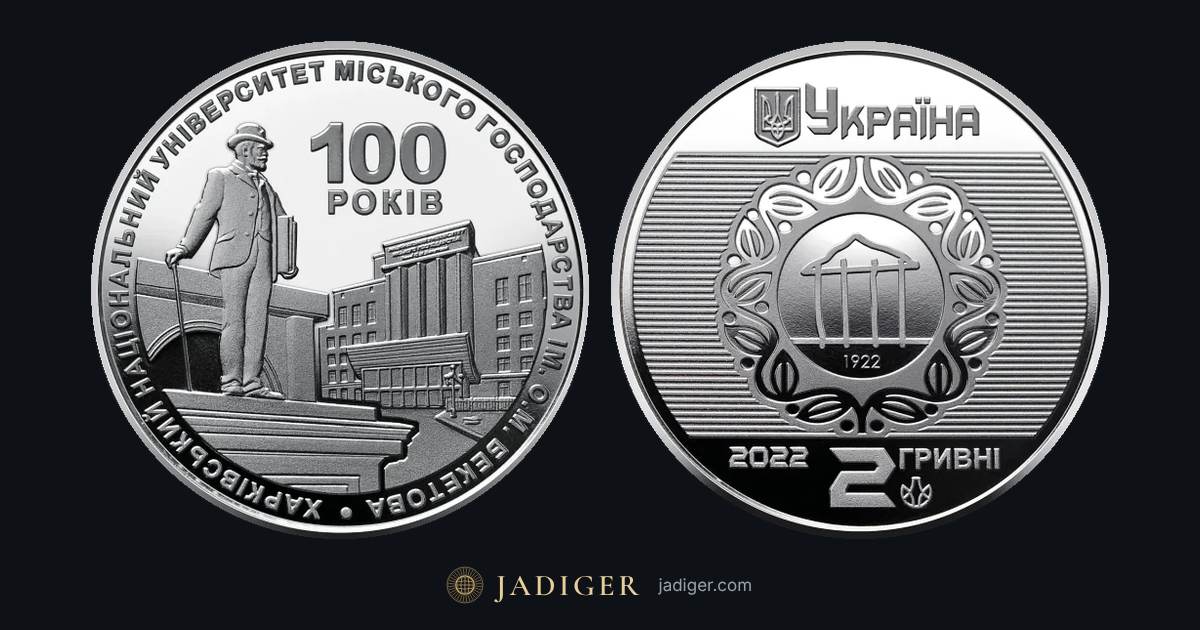 ХАРКІВСЬКИЙ НАЦІОНАЛЬНИЙ УНІВЕРСИТЕТ МІСЬКОГО ГОСПОДАРСТВА ІМ. О.М. БЕКЕТОВА •
100
РОКІВ
УКРАЇНА
1922
2022
2
ГРИВНІ
JADIGER
jadiger.com